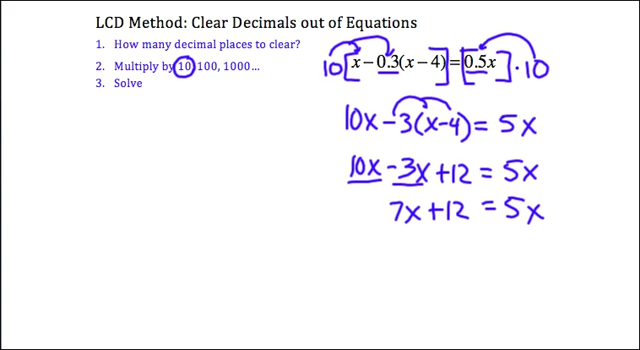 LCD Method: Clear Decimals out of Equations
1. How many decimal places to clear?
2. Multiply by 10, 100, 1000...
3. Solve
10[x − 0.3(x − 4)] = [0.5x] · 10
10x − 3(x − 4) = 5x
10x − 3x + 12 = 5x
7x + 12 = 5x